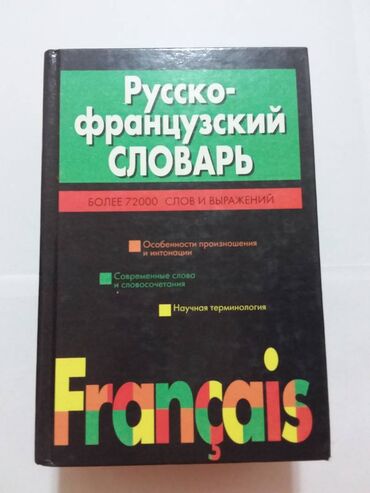 Русско-
французский
СЛОВАРЬ
БОЛЕЕ 72000 СЛОВ И ВЫРАЖЕНИЙ
Особенности произношения
и интонации
Современные слова
и словосочетания
Научная терминология
Français